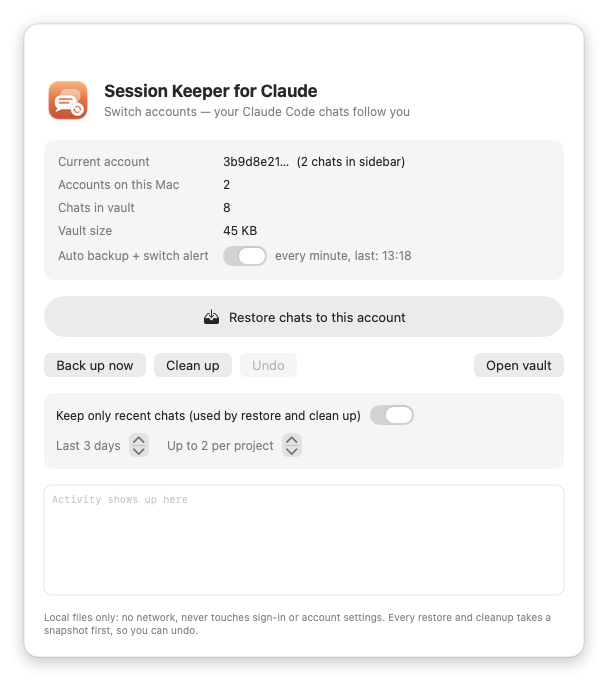 Session Keeper for Claude
Switch accounts — your Claude Code chats follow you
Current account 3b9d8e21... (2 chats in sidebar)
Accounts on this Mac 2
Chats in vault 8
Vault size 45 KB
Auto backup + switch alert every minute, last: 13:18
Restore chats to this account
Back up now Clean up Undo Open vault
Keep only recent chats (used by restore and clean up)
Last 3 days Up to 2 per project
Activity shows up here
Local files only: no network, never touches sign-in or account settings. Every restore and cleanup takes a
snapshot first, so you can undo.